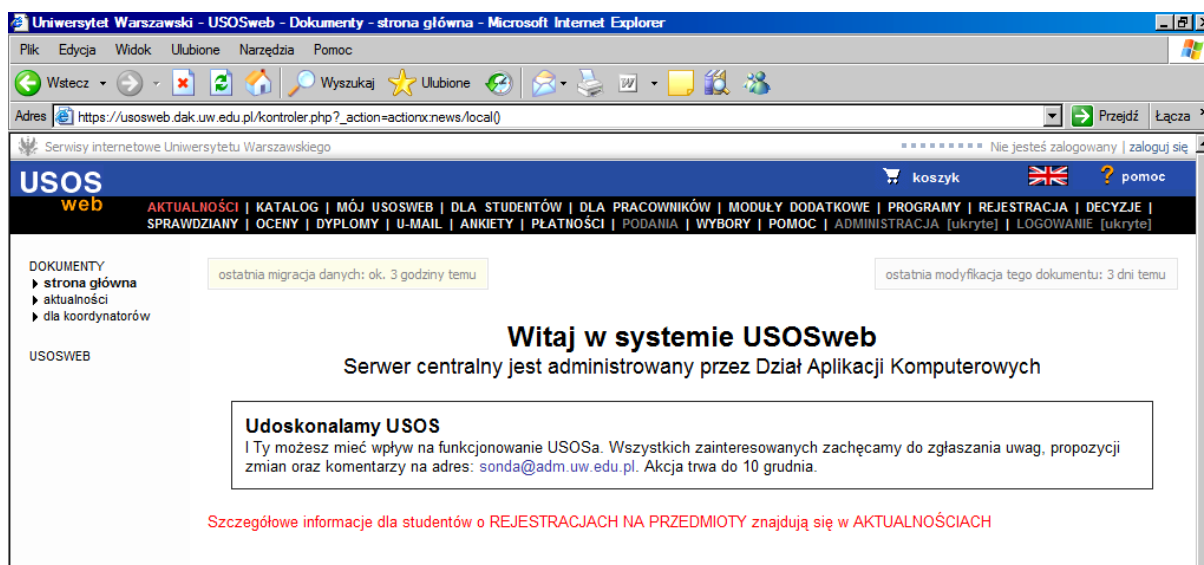 Uniwersytet Warszawski - USOSweb - Dokumenty - strona główna - Microsoft Internet Explorer
Plik Edycja Widok Ulubione Narzędzia Pomoc
Wstecz Wyszukaj Ulubione
Adres https://usosweb.dak.uw.edu.pl/kontroler.php?_action=actionx:news/local() Przejdź Łącza »
Serwisy internetowe Uniwersytetu Warszawskiego Nie jesteś zalogowany | zaloguj się
USOS web koszyk ? pomoc
AKTUALNOŚCI | KATALOG | MÓJ USOSWEB | DLA STUDENTÓW | DLA PRACOWNIKÓW | MODUŁY DODATKOWE | PROGRAMY | REJESTRACJA | DECYZJE |
SPRAWDZIANY | OCENY | DYPLOMY | U-MAIL | ANKIETY | PŁATNOŚCI | PODANIA | WYBORY | POMOC | ADMINISTRACJA [ukryte] | LOGOWANIE [ukryte]
DOKUMENTY
strona główna
aktualności
dla koordynatorów
USOSWEB
ostatnia migracja danych: ok. 3 godziny temu
ostatnia modyfikacja tego dokumentu: 3 dni temu
Witaj w systemie USOSweb
Serwer centralny jest administrowany przez Dział Aplikacji Komputerowych
Udoskonalamy USOS
I Ty możesz mieć wpływ na funkcjonowanie USOSa. Wszystkich zainteresowanych zachęcamy do zgłaszania uwag, propozycji
zmian oraz komentarzy na adres: sonda@adm.uw.edu.pl. Akcja trwa do 10 grudnia.
Szczegółowe informacje dla studentów o REJESTRACJACH NA PRZEDMIOTY znajdują się w AKTUALNOŚCIACH